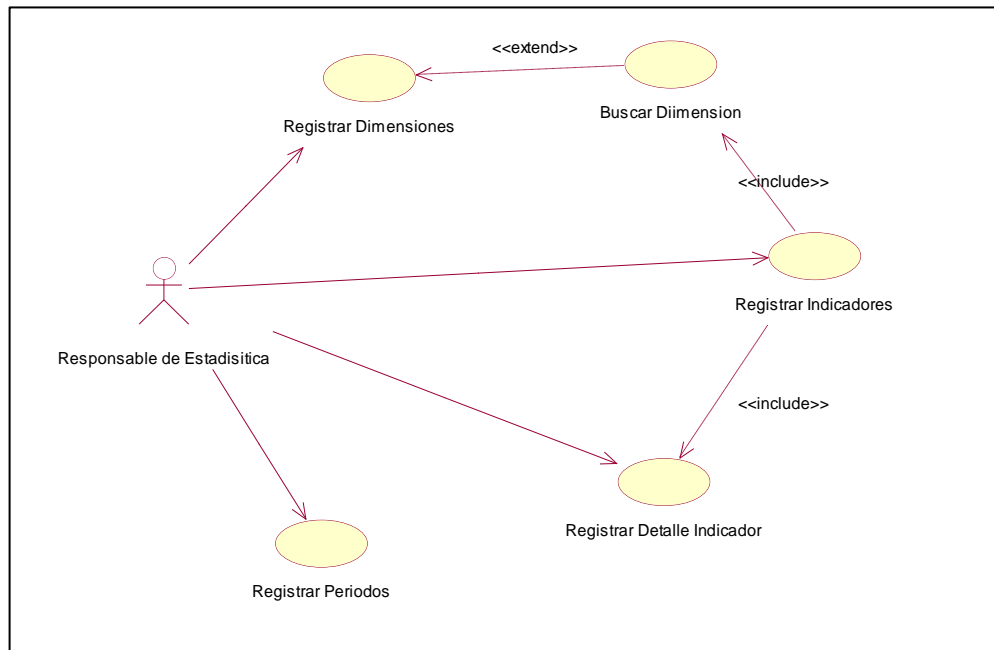 <<extend>>
Registrar Dimensiones
Buscar Diimension
<<include>>
Registrar Indicadores
Responsable de Estadisitica
<<include>>
Registrar Detalle Indicador
Registrar Periodos